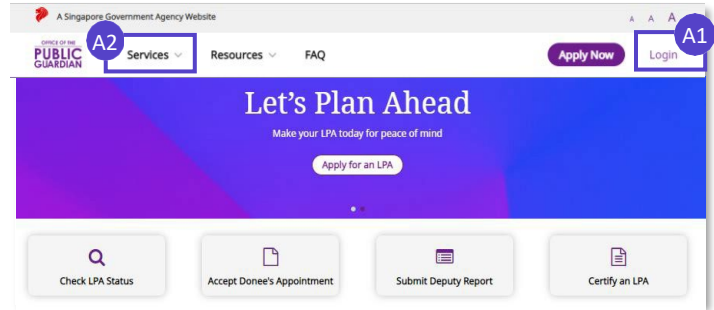 A Singapore Government Agency Website
A A A
OFFICE OF THE
PUBLIC
GUARDIAN
A2
Services
Resources
FAQ
Apply Now
Login
A1
Let's Plan Ahead
Make your LPA today for peace of mind
Apply for an LPA
Check LPA Status
Accept Donee's Appointment
Submit Deputy Report
Certify an LPA